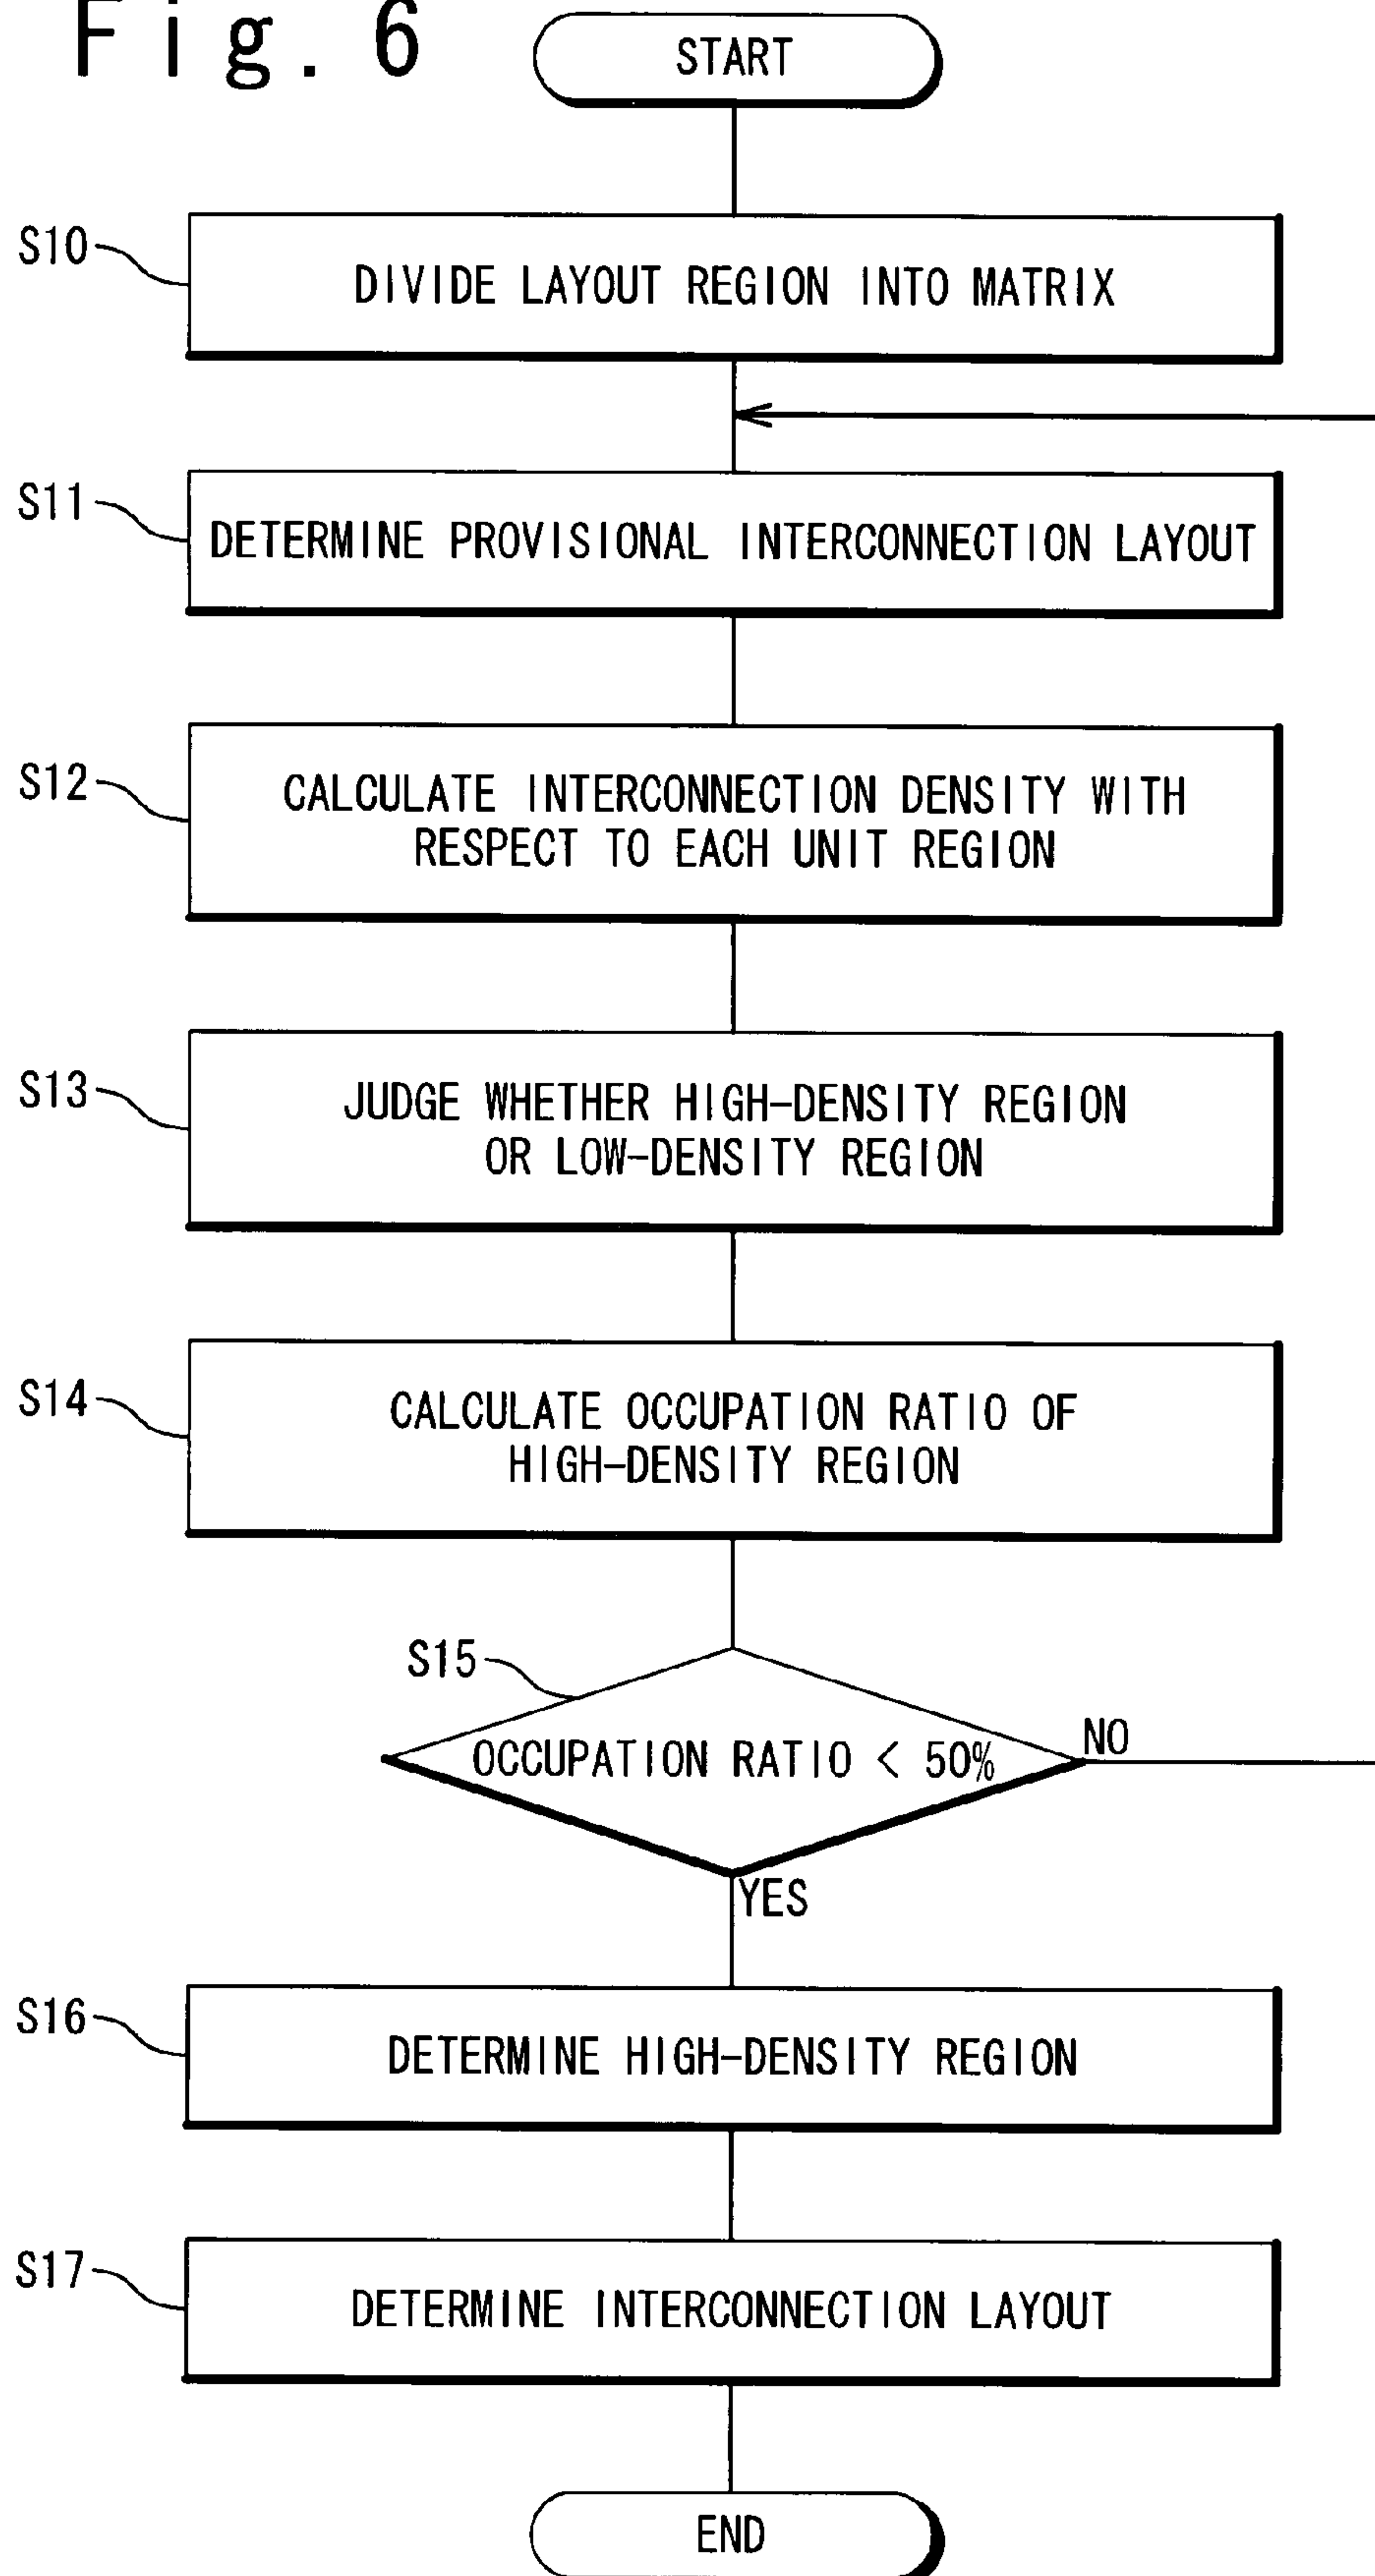 Fig. 6
START
S10
DIVIDE LAYOUT REGION INTO MATRIX
S11
DETERMINE PROVISIONAL INTERCONNECTION LAYOUT
S12
CALCULATE INTERCONNECTION DENSITY WITH
RESPECT TO EACH UNIT REGION
S13
JUDGE WHETHER HIGH-DENSITY REGION
OR LOW-DENSITY REGION
S14
CALCULATE OCCUPATION RATIO OF
HIGH-DENSITY REGION
S15
OCCUPATION RATIO < 50%
NO
YES
S16
DETERMINE HIGH-DENSITY REGION
S17
DETERMINE INTERCONNECTION LAYOUT
END